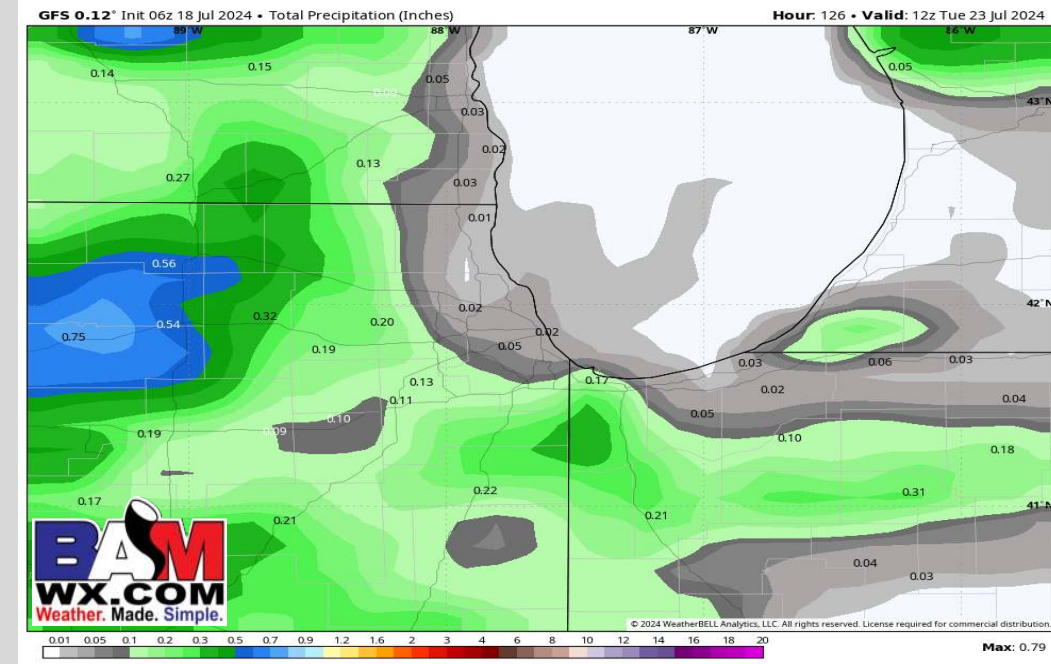 GFS 0.12° Init 06z 18 Jul 2024 • Total Precipitation (Inches)
Hour: 126 • Valid: 12z Tue 23 Jul 2024
89°W 88°W 87°W 86°W
0.14 0.15 0.05 0.05
0.09
43°N
0.03
0.02
0.13
0.27 0.03
0.01
0.56
42°N
0.02
0.32 0.20
0.54
0.75 0.02
0.19 0.05
0.03 0.06 0.03
0.13 0.17 0.02
0.11 0.04
0.05
0.10
0.19 0.09 0.10
0.18
0.22 0.31
0.17 41°N
0.21 0.21
0.04
0.03
BAM
WX.COM
Weather. Made. Simple.
© 2024 WeatherBELL Analytics, LLC. All rights reserved. License required for commercial distribution.
0.01 0.05 0.1 0.2 0.3 0.5 0.7 0.9 1.2 1.6 2 3 4 6 8 10 12 14 16 18 20
Max: 0.79